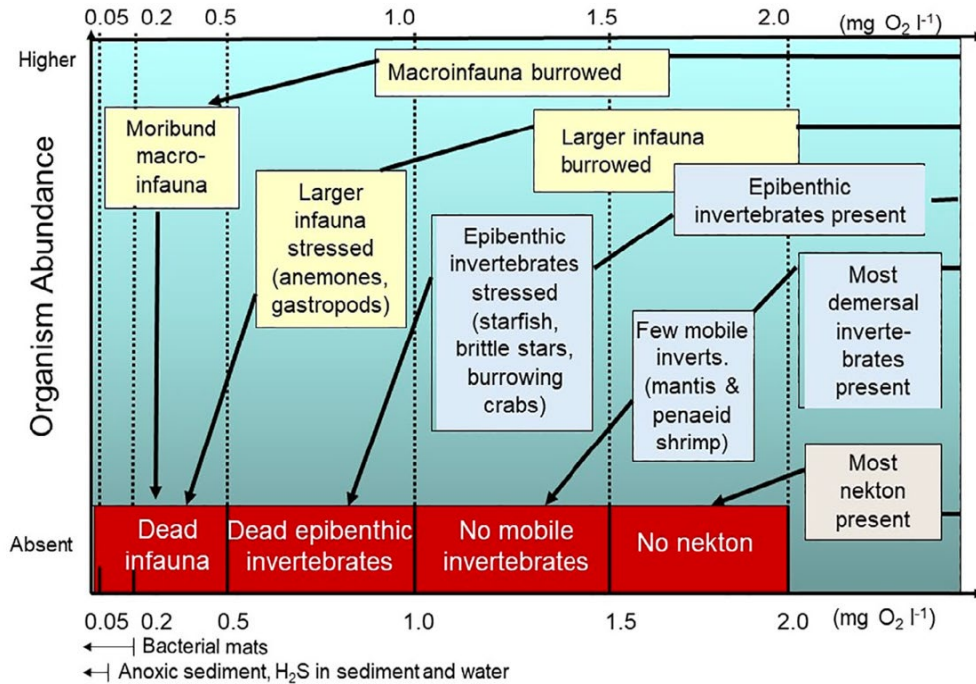 0.05 0.2 0.5 1.0 1.5 2.0 (mg O₂ l⁻¹)
Higher
Organism Abundance
Absent
Macroinfauna burrowed
Moribund
macro-
infauna
Larger infauna
burrowed
Larger
infauna
stressed
(anemones,
gastropods)
Epibenthic
invertebrates present
Epibenthic
invertebrates
stressed
(starfish,
brittle stars,
burrowing
crabs)
Most
demersal
inverte-
brates
present
Few mobile
inverts.
(mantis &
penaeid
shrimp)
Most
nekton
present
Dead
infauna
Dead epibenthic
invertebrates
No mobile
invertebrates
No nekton
0.05 0.2 0.5 1.0 1.5 2.0 (mg O₂ l⁻¹)
Bacterial mats
Anoxic sediment, H₂S in sediment and water